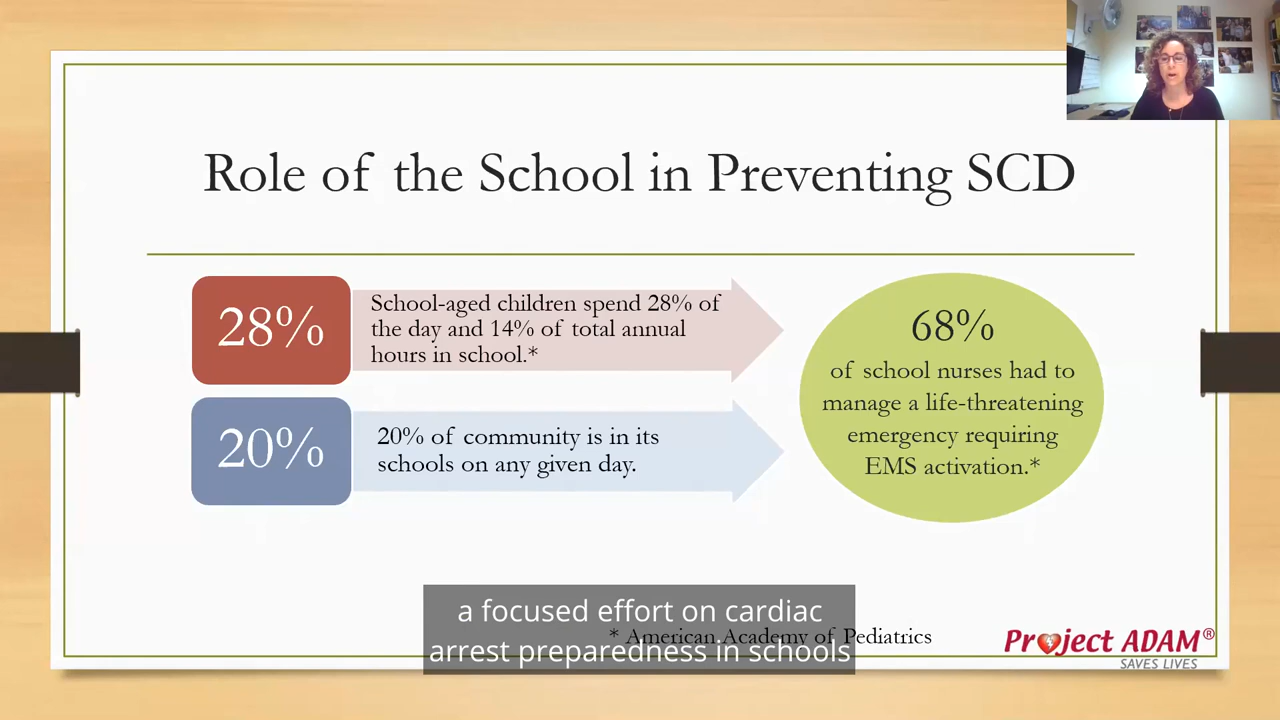 Role of the School in Preventing SCD
28%
School-aged children spend 28% of
the day and 14% of total annual
hours in school.*
20%
20% of community is in its
schools on any given day.
68%
of school nurses had to
manage a life-threatening
emergency requiring
EMS activation.*
a focused effort on cardiac
arrest preparedness in schools
* American Academy of Pediatrics
Project ADAM®
SAVES LIVES